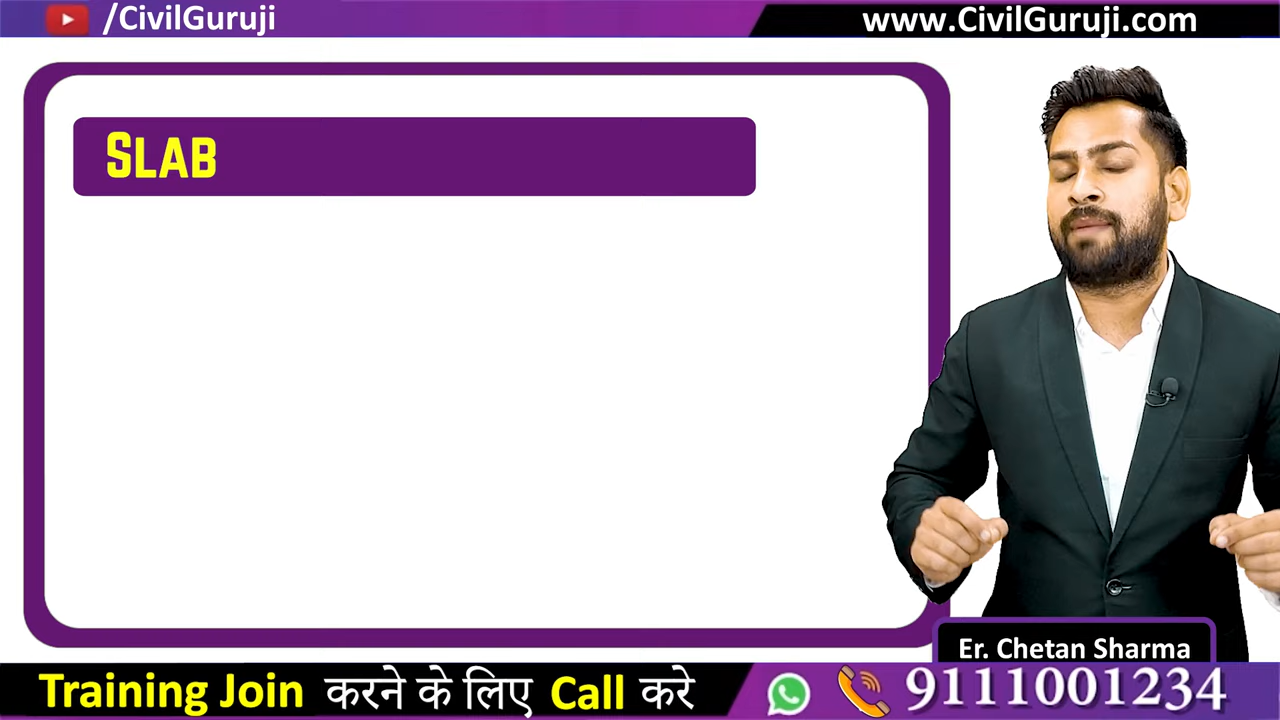 /CivilGuruji
www.CivilGuruji.com
SLAB
Er. Chetan Sharma
Training Join करने के लिए Call करे
9111001234